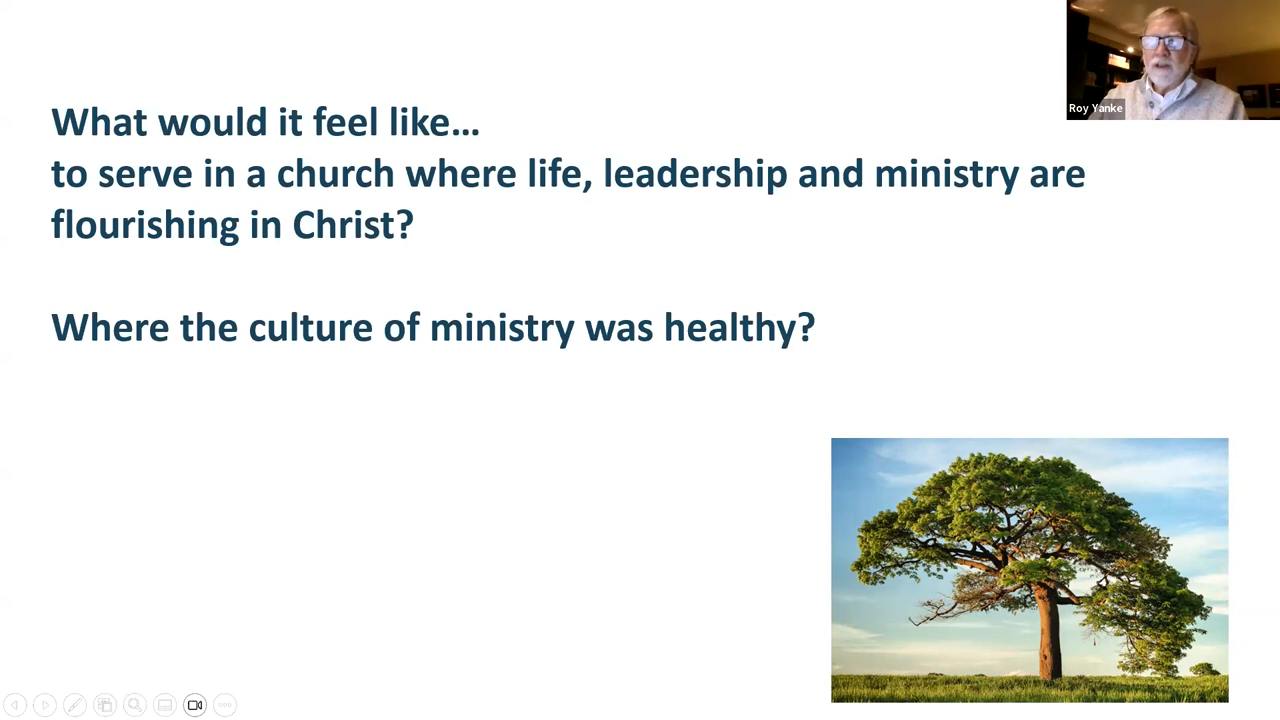 What would it feel like…
to serve in a church where life, leadership and ministry are
flourishing in Christ?
Where the culture of ministry was healthy?
Roy Yanke